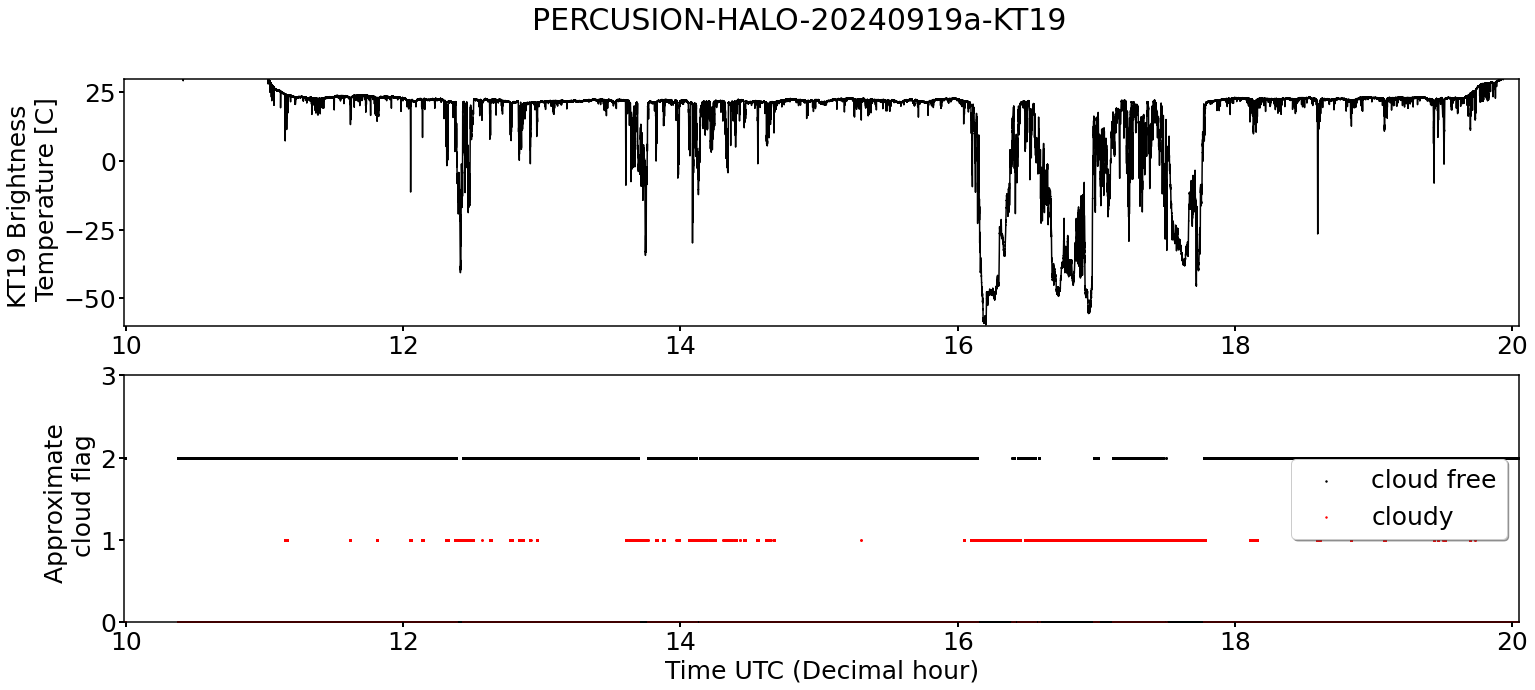 PERCUSION-HALO-20240919a-KT19
KT19 Brightness
Temperature [C]
25
0
−25
−50
10 12 14 16 18 20
Approximate
cloud flag
3
2
1
0
cloud free
cloudy
10 12 14 16 18 20
Time UTC (Decimal hour)